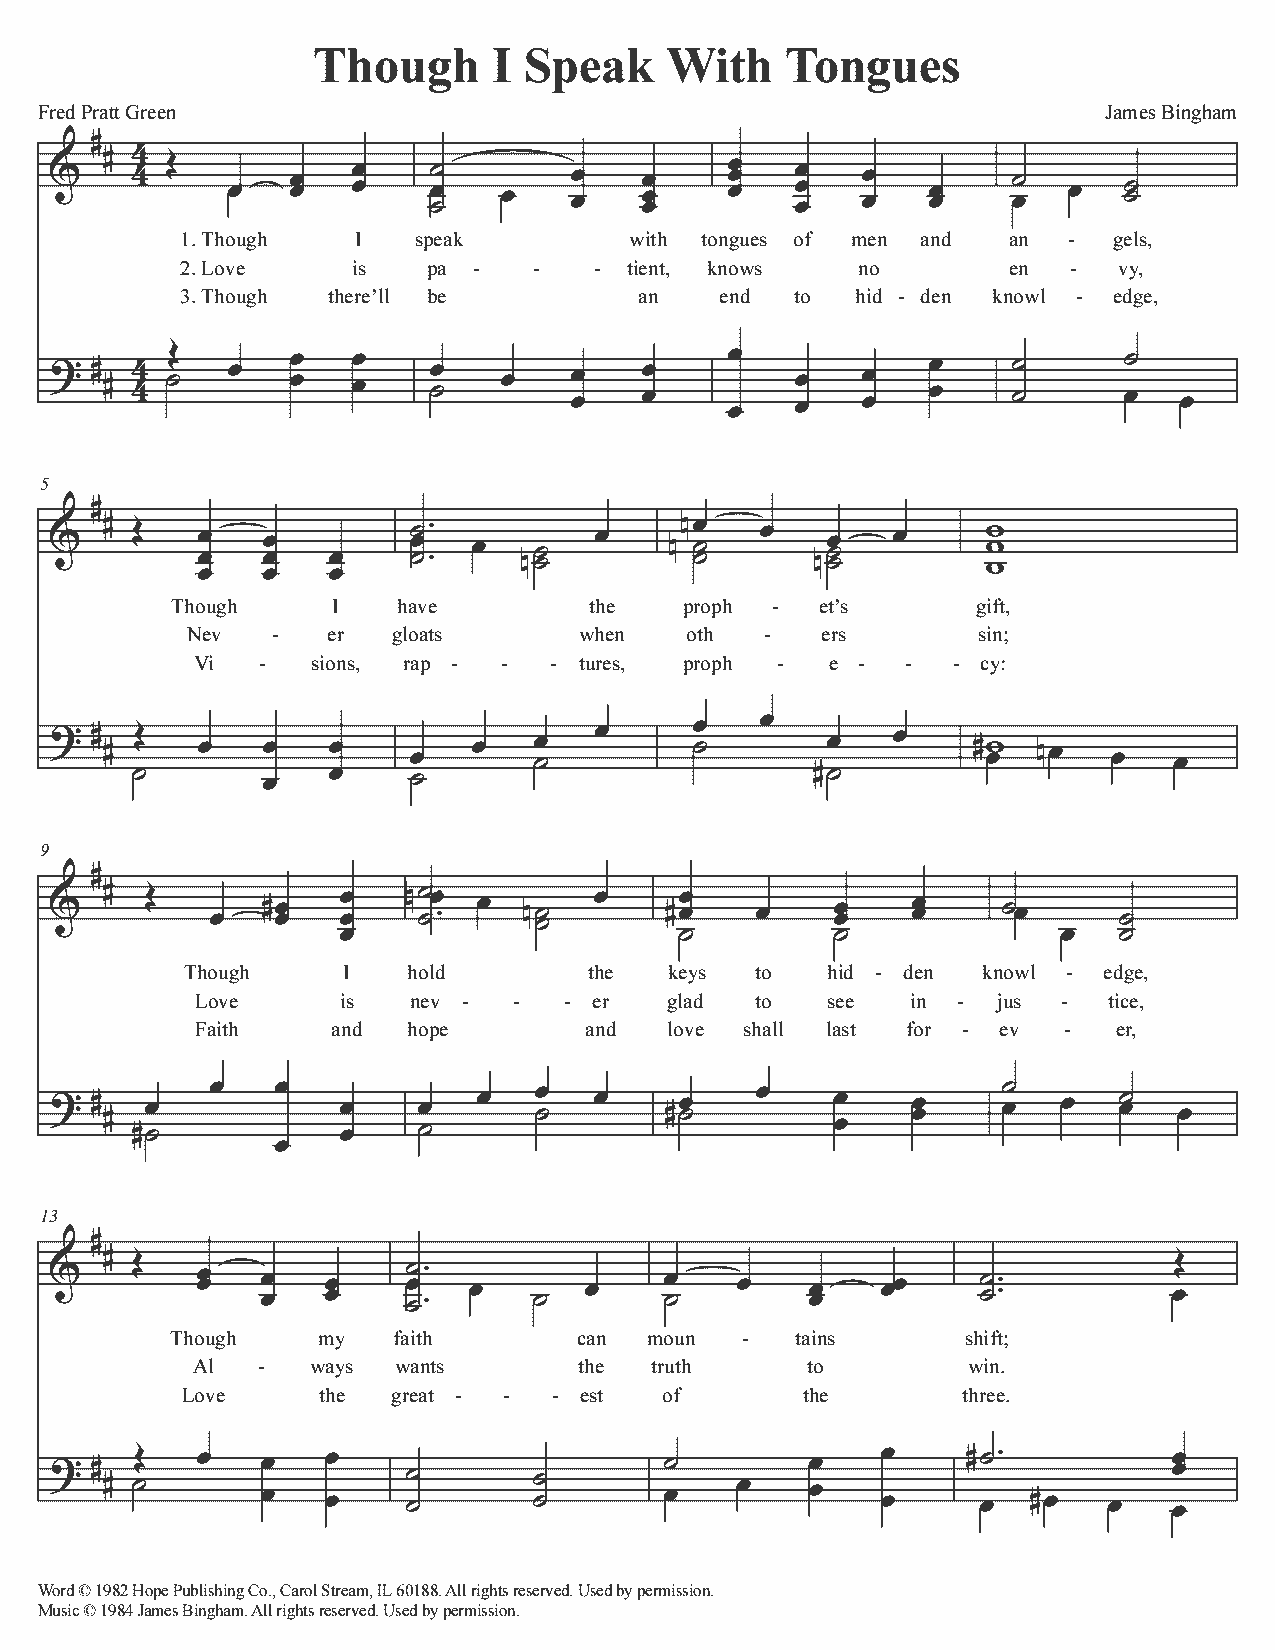 Though I Speak With Tongues
Fred Pratt Green James Bingham
1. Though I speak with tongues of men and an - gels,
2. Love is pa - - - tient, knows no en - vy,
3. Though there'll be an end to hid - den knowl - edge,
5
Though I have the proph - et's gift,
Nev - er gloats when oth - ers sin;
Vi - sions, rap - - - tures, proph - e - - - cy:
9
Though I hold the keys to hid - den knowl - edge,
Love is nev - - - er glad to see in - jus - tice,
Faith and hope and love shall last for - ev - er,
13
Though my faith can moun - tains shift;
Al - ways wants the truth to win.
Love the great - - - est of the three.
Word © 1982 Hope Publishing Co., Carol Stream, IL 60188. All rights reserved. Used by permission.
Music © 1984 James Bingham. All rights reserved. Used by permission.